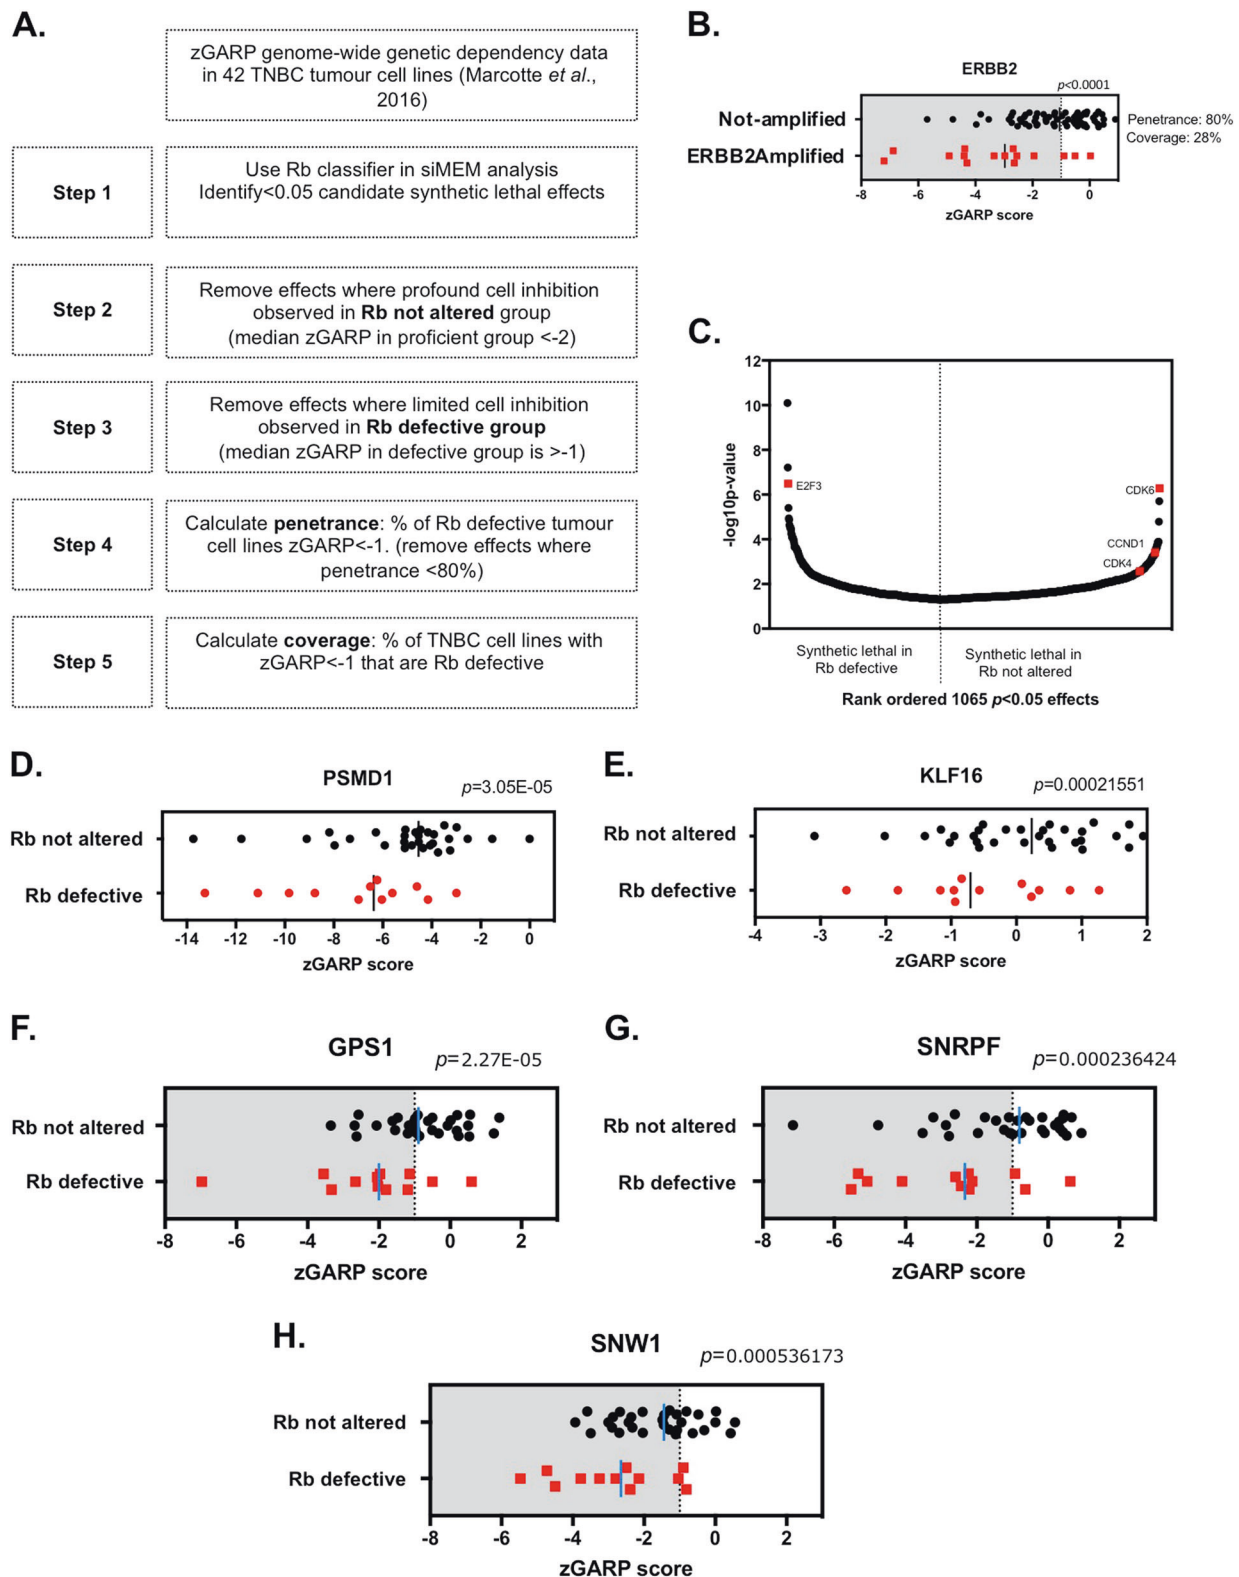 A.
zGARP genome-wide genetic dependency data
in 42 TNBC tumour cell lines (Marcotte et al.,
2016)
Step 1
Use Rb classifier in siMEM analysis
Identify<0.05 candidate synthetic lethal effects
Step 2
Remove effects where profound cell inhibition
observed in Rb not altered group
(median zGARP in proficient group <-2)
Step 3
Remove effects where limited cell inhibition
observed in Rb defective group
(median zGARP in defective group is >-1)
Step 4
Calculate penetrance: % of Rb defective tumour
cell lines zGARP<-1. (remove effects where
penetrance <80%)
Step 5
Calculate coverage: % of TNBC cell lines with
zGARP<-1 that are Rb defective
B.
ERBB2
p<0.0001
Not-amplified
ERBB2Amplified
Penetrance: 80%
Coverage: 28%
-8 -6 -4 -2 0
zGARP score
C.
12
10
8
6
4
2
0
-log10p-value
E2F3
CDK6
CCND1
CDK4
Synthetic lethal in
Rb defective
Synthetic lethal in
Rb not altered
Rank ordered 1065 p<0.05 effects
D.
PSMD1
p=3.05E-05
Rb not altered
Rb defective
-14 -12 -10 -8 -6 -4 -2 0
zGARP score
E.
KLF16
p=0.00021551
Rb not altered
Rb defective
-4 -3 -2 -1 0 1 2
zGARP score
F.
GPS1
p=2.27E-05
Rb not altered
Rb defective
-8 -6 -4 -2 0 2
zGARP score
G.
SNRPF
p=0.000236424
Rb not altered
Rb defective
-8 -6 -4 -2 0 2
zGARP score
H.
SNW1
p=0.000536173
Rb not altered
Rb defective
-8 -6 -4 -2 0 2
zGARP score